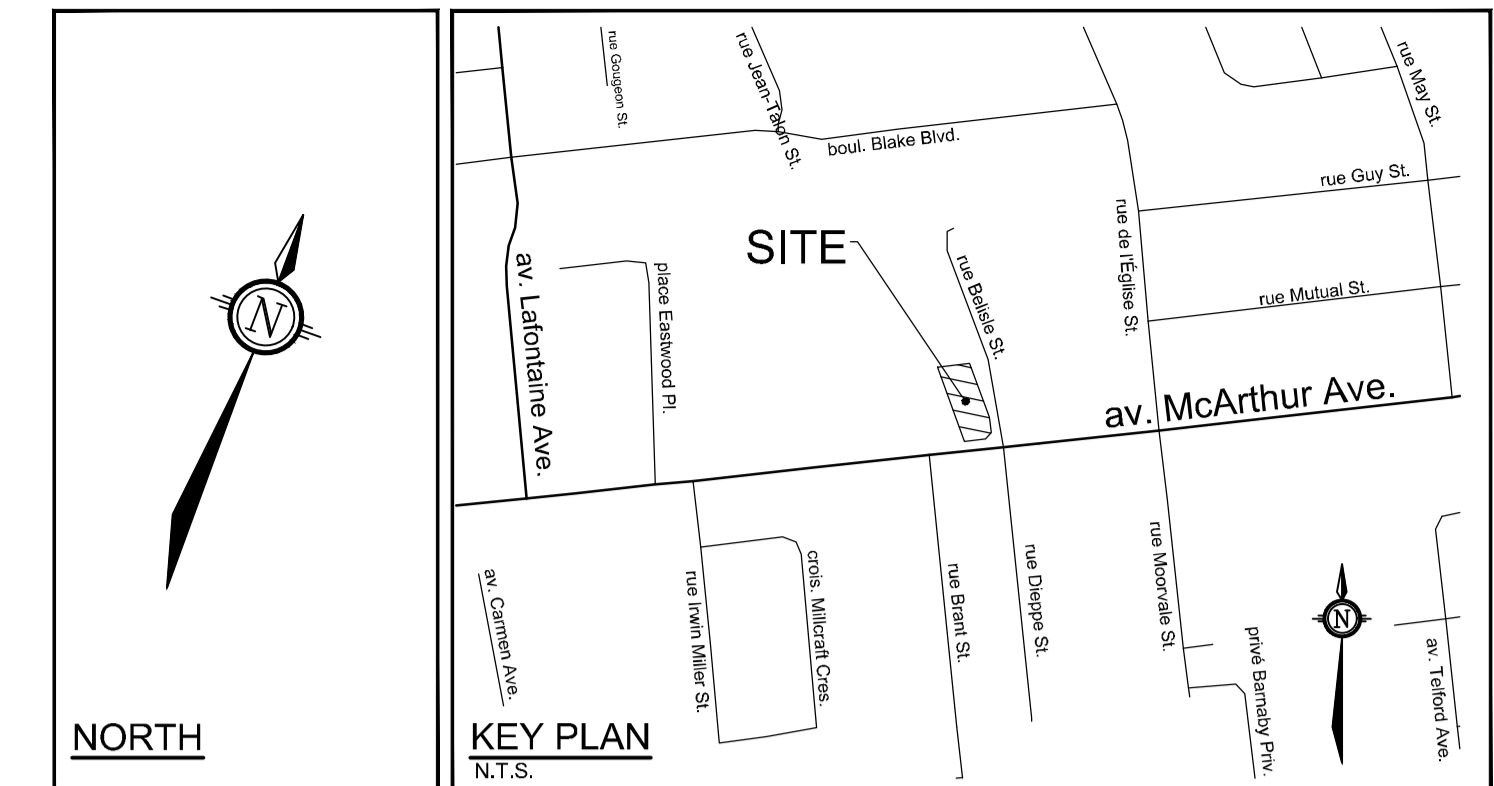 N
NORTH
rue Gougeon St.
rue Jean-Talon St.
boul. Blake Blvd.
rue May St.
rue Guy St.
SITE
rue Belisle St.
rue de l'Église St.
rue Mutual St.
av. Lafontaine Ave.
place Eastwood Pl.
av. McArthur Ave.
av. Carmen Ave.
rue Irwin Miller St.
crois. Millcraft Cres.
rue Brant St.
rue Dieppe St.
rue Moorvale St.
privé Barnaby Priv.
N
av. Telford Ave.
KEY PLAN
N.T.S.